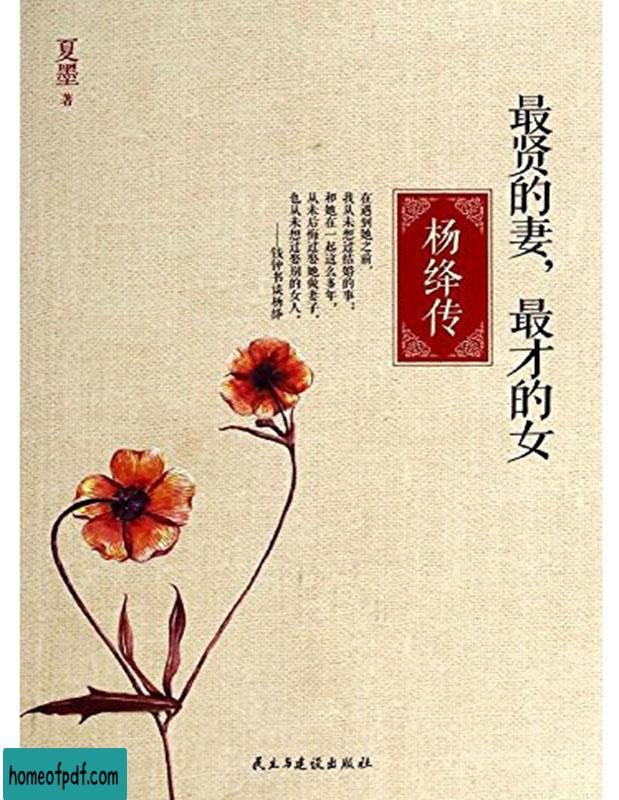 最贤的妻，最才的女
杨绛传
在遇到她之前，
我从未想过结婚的事；
和她在一起这么多年，
从未后悔过娶她做妻子，
也从未想过娶别的女人。
——钱钟书谈杨绛
夏墨 著
民主与建设出版社
homeofpdf.com